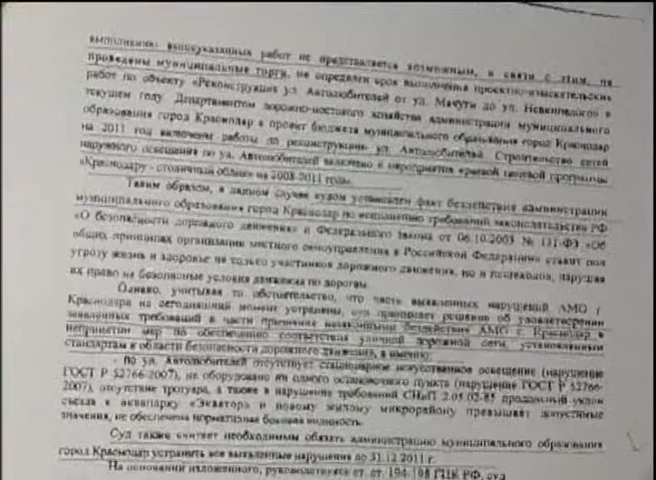 выполнению вышеуказанных работ не представляется возможным, в связи с чем, не
проведены муниципальные торги, не определен срок выполнения проектно-изыскательских
работ по объекту «Реконструкция ул. Автолюбителей от ул. Мачуги до ул. Невкипелого в
текущем году. Департаментом дорожно-мостового хозяйства администрации муниципального
образования город Краснодар в проект бюджета муниципального образования город Краснодар
на 2011 год включены работы по реконструкции ул. Автолюбителей. Строительство сетей
наружного освещения по ул. Автолюбителей включено в мероприятия краевой целевой программы
«Краснодару - столичный облик» на 2008-2011 годы.
Таким образом, в данном случае судом установлен факт бездействия администрации
муниципального образования город Краснодар по исполнению требований законодательства РФ
«О безопасности дорожного движения» и Федерального закона от 06.10.2003 № 131-ФЗ «Об
общих принципах организации местного самоуправления в Российской Федерации» ставит под
угрозу жизнь и здоровье не только участников дорожного движения, но и пешеходов, нарушая
их право на безопасные условия движения по дорогам.
Однако, учитывая то обстоятельство, что часть выявленных нарушений АМО г
Краснодара на сегодняшний момент устранены, суд принимает решение об удовлетворении
заявленных требований в части признания незаконными бездействия АМО г. Краснодар в
непринятии мер по обеспечению соответствия уличной дорожной сети, установленным
стандартам в области безопасности дорожного движения, а именно:
- по ул. Автолюбителей отсутствует стационарное искусственное освещение (нарушение
ГОСТ Р 52766-2007), не оборудовано ни одного остановочного пункта (нарушение ГОСТ Р 52766-
2007), отсутствие тротуара, а также в нарушение требований СНиП 2.05.02-85 продольный уклон
съезда к аквапарку «Экватор» и новому жилому микрорайону превышает допустимые
значения, не обеспечена нормативная боковая видимость.
Суд также считает необходимым обязать администрацию муниципального образования
город Краснодар устранить все выявленные нарушения до 31.12.2011 г.
На основании изложенного, руководствуясь ст. ст. 194-198 ГПК РФ, суд